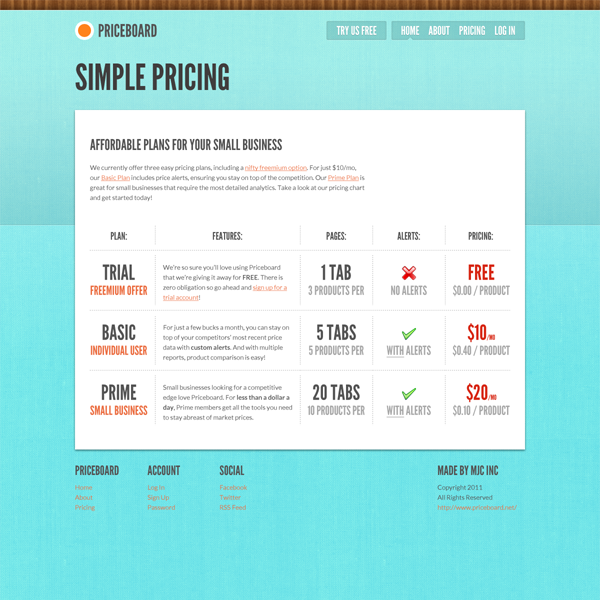 PRICEBOARD
TRY US FREE
HOME ABOUT PRICING LOG IN
SIMPLE PRICING
AFFORDABLE PLANS FOR YOUR SMALL BUSINESS
We currently offer three easy pricing plans, including a nifty freemium option. For just $10/mo,
our Basic Plan includes price alerts, ensuring you stay on top of the competition. Our Prime Plan is
great for small businesses that require the most detailed analytics. Take a look at our pricing chart
and get started today!
PLAN: FEATURES: PAGES: ALERTS: PRICING:
TRIAL
FREEMIUM OFFER
We're so sure you'll love using Priceboard
that we're giving it away for FREE. There is
zero obligation so go ahead and sign up for a
trial account!
1 TAB
3 PRODUCTS PER
NO ALERTS
FREE
$0.00 / PRODUCT
BASIC
INDIVIDUAL USER
For just a few bucks a month, you can stay on
top of your competitors' most recent price
data with custom alerts. And with multiple
reports, product comparison is easy!
5 TABS
5 PRODUCTS PER
WITH ALERTS
$10/MO
$0.40 / PRODUCT
PRIME
SMALL BUSINESS
Small businesses looking for a competitive
edge love Priceboard. For less than a dollar a
day, Prime members get all the tools you need
to stay abreast of market prices.
20 TABS
10 PRODUCTS PER
WITH ALERTS
$20/MO
$0.10 / PRODUCT
PRICEBOARD
Home
About
Pricing
ACCOUNT
Log In
Sign Up
Password
SOCIAL
Facebook
Twitter
RSS Feed
MADE BY MJC INC
Copyright 2011
All Rights Reserved
http://www.priceboard.net/